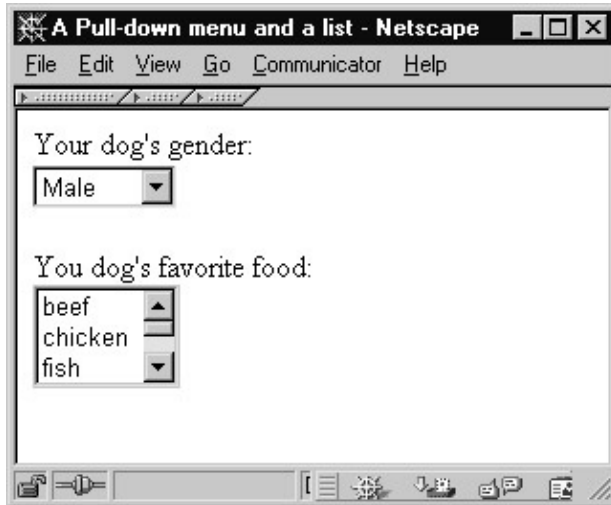 A Pull-down menu and a list - Netscape
File Edit View Go Communicator Help
Your dog's gender:
Male
You dog's favorite food:
beef
chicken
fish